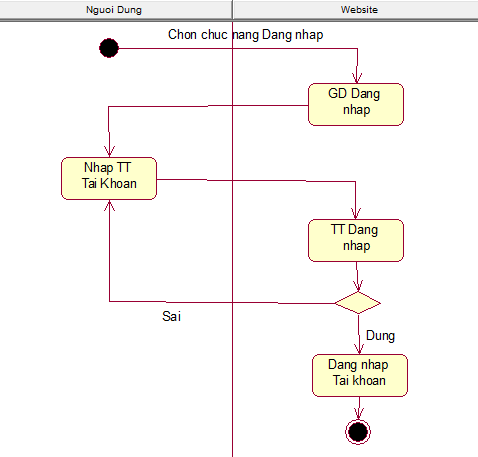 Nguoi Dung
Website
Chon chuc nang Dang nhap
GD Dang
nhap
Nhap TT
Tai Khoan
TT Dang
nhap
Sai
Dung
Dang nhap
Tai khoan